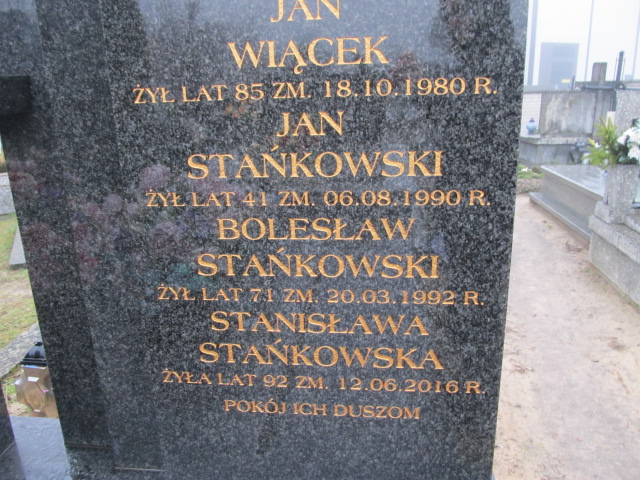 JAN
WIĄCEK
ŻYŁ LAT 85 ZM. 18.10.1980 R.
JAN
STAŃKOWSKI
ŻYŁ LAT 41 ZM. 06.08.1990 R.
BOLESŁAW
STAŃKOWSKI
ŻYŁ LAT 71 ZM. 20.03.1992 R.
STANISŁAWA
STAŃKOWSKA
ŻYŁA LAT 92 ZM. 12.06.2016 R.
POKÓJ ICH DUSZOM